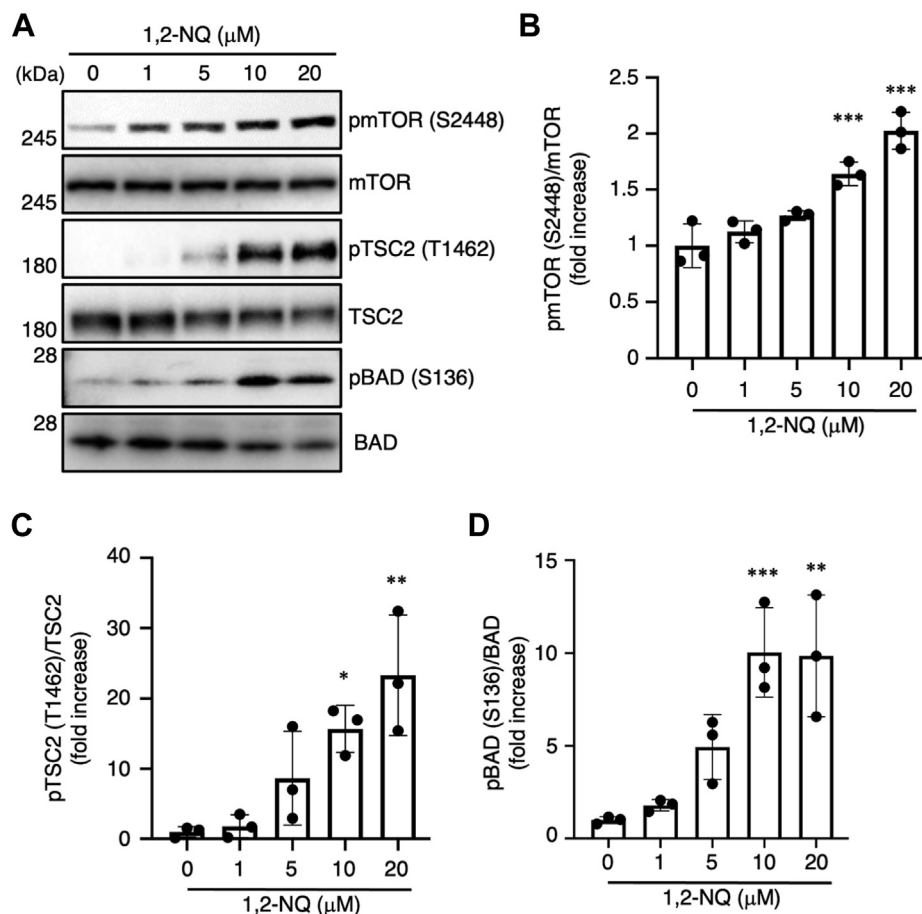 A
1,2-NQ (μM)
(kDa) 0 1 5 10 20
245 pmTOR (S2448)
245 mTOR
180 pTSC2 (T1462)
180 TSC2
28 pBAD (S136)
28 BAD
B
pmTOR (S2448)/mTOR
(fold increase)
2.5
2
1.5
1
0.5
0
***
***
0 1 5 10 20
1,2-NQ (μM)
C
pTSC2 (T1462)/TSC2
(fold increase)
40
30
20
10
0
*
**
0 1 5 10 20
1,2-NQ (μM)
D
pBAD (S136)/BAD
(fold increase)
15
10
5
0
***
**
0 1 5 10 20
1,2-NQ (μM)